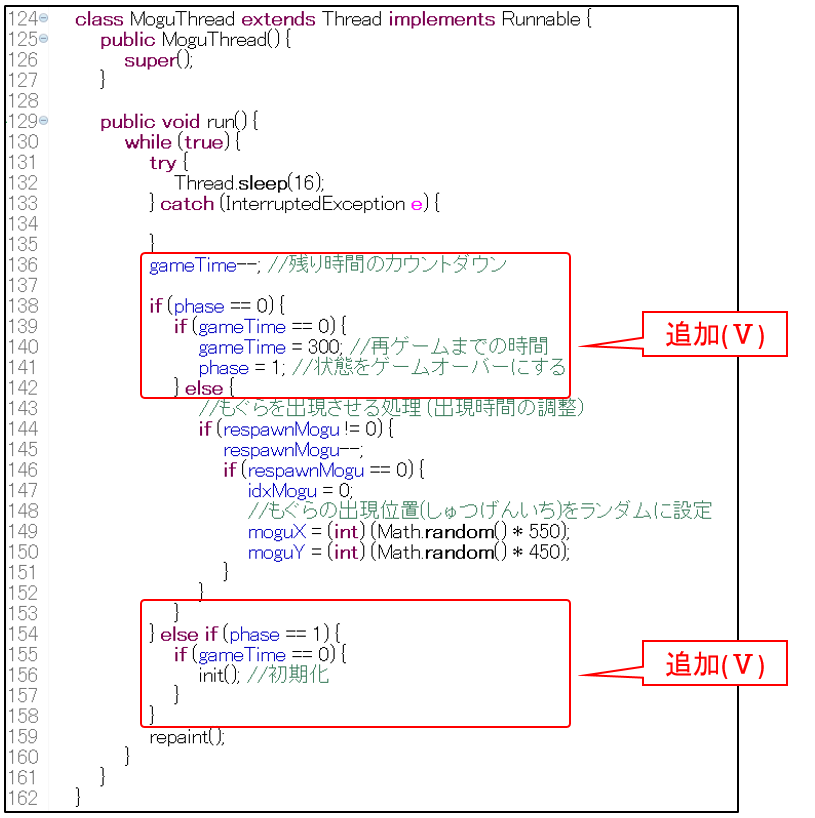 124 class MoguThread extends Thread implements Runnable {
125 public MoguThread() {
126 super();
127 }
128
129 public void run() {
130 while (true) {
131 try {
132 Thread.sleep(16);
133 } catch (InterruptedException e) {
134
135 }
136 gameTime--; //残り時間のカウントダウン
137
138 if (phase == 0) {
139 if (gameTime == 0) {
140 gameTime = 300; //再ゲームまでの時間
141 phase = 1; //状態をゲームオーバーにする
142 } else {
143 //もぐらを出現させる処理 (出現時間の調整)
144 if (respawnMogu != 0) {
145 respawnMogu--;
146 if (respawnMogu == 0) {
147 idxMogu = 0;
148 //もぐらの出現位置(しゅつげんいち)をランダムに設定
149 moguX = (int) (Math.random() * 550);
150 moguY = (int) (Math.random() * 450);
151 }
152 }
153 }
154 } else if (phase == 1) {
155 if (gameTime == 0) {
156 init(); //初期化
157 }
158 }
159 repaint();
160 }
161 }
162 }
追加(Ⅴ)
追加(Ⅴ)